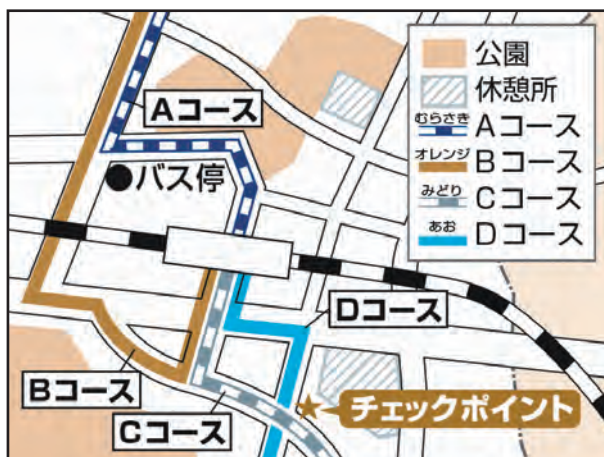 公園
休憩所
むらさき
Aコース
オレンジ
Bコース
みどり
Cコース
あお
Dコース
Aコース
バス停
Dコース
Bコース
Cコース
チェックポイント